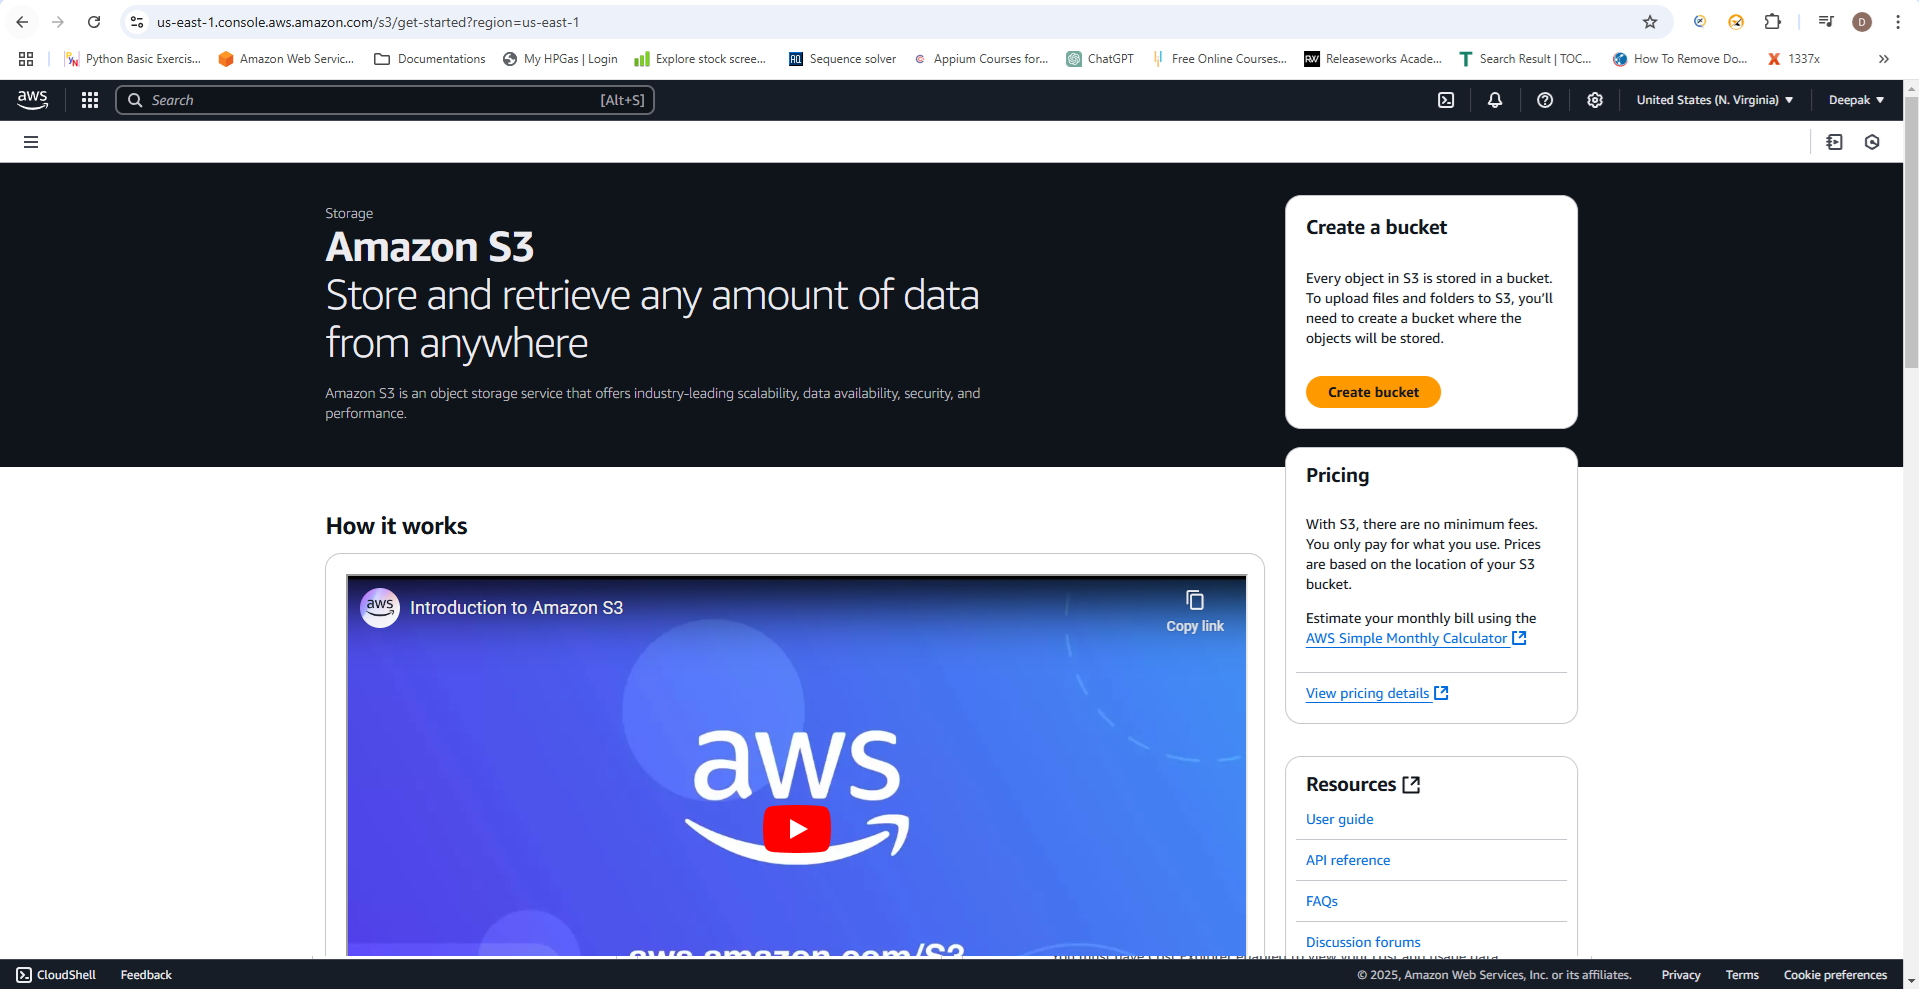 us-east-1.console.aws.amazon.com/s3/get-started?region=us-east-1
D
Python Basic Exercis...
Amazon Web Servic...
Documentations
My HPGas | Login
Explore stock scree...
AQ
Sequence solver
Appium Courses for...
ChatGPT
Free Online Courses...
RW
Releaseworks Acade...
Search Result | TOC...
How To Remove Do...
1337x
aws
Search
[Alt+S]
United States (N. Virginia)
Deepak
Storage
Amazon S3
Store and retrieve any amount of data
from anywhere
Amazon S3 is an object storage service that offers industry-leading scalability, data availability, security, and
performance.
Create a bucket
Every object in S3 is stored in a bucket.
To upload files and folders to S3, you'll
need to create a bucket where the
objects will be stored.
Create bucket
Pricing
With S3, there are no minimum fees.
You only pay for what you use. Prices
are based on the location of your S3
bucket.
Estimate your monthly bill using the
AWS Simple Monthly Calculator
View pricing details
How it works
aws
Introduction to Amazon S3
Copy link
aws
aws.amazon.com/S3
Resources
User guide
API reference
FAQs
Discussion forums
CloudShell
Feedback
© 2025, Amazon Web Services, Inc. or its affiliates.
Privacy
Terms
Cookie preferences